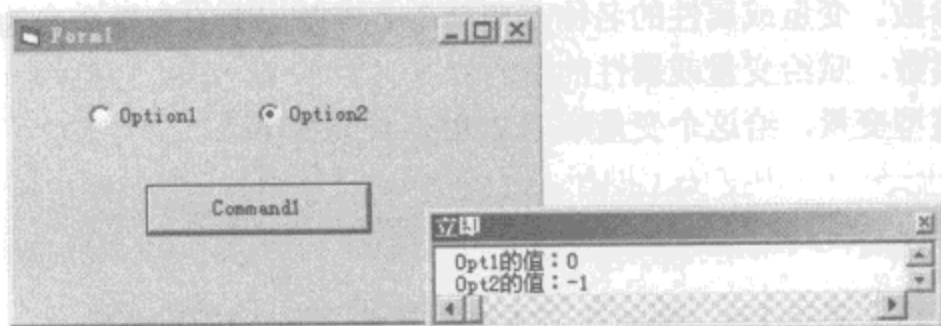 Form1
Option1 Option2
Command1
立即
Opt1的值：0
Opt2的值：-1